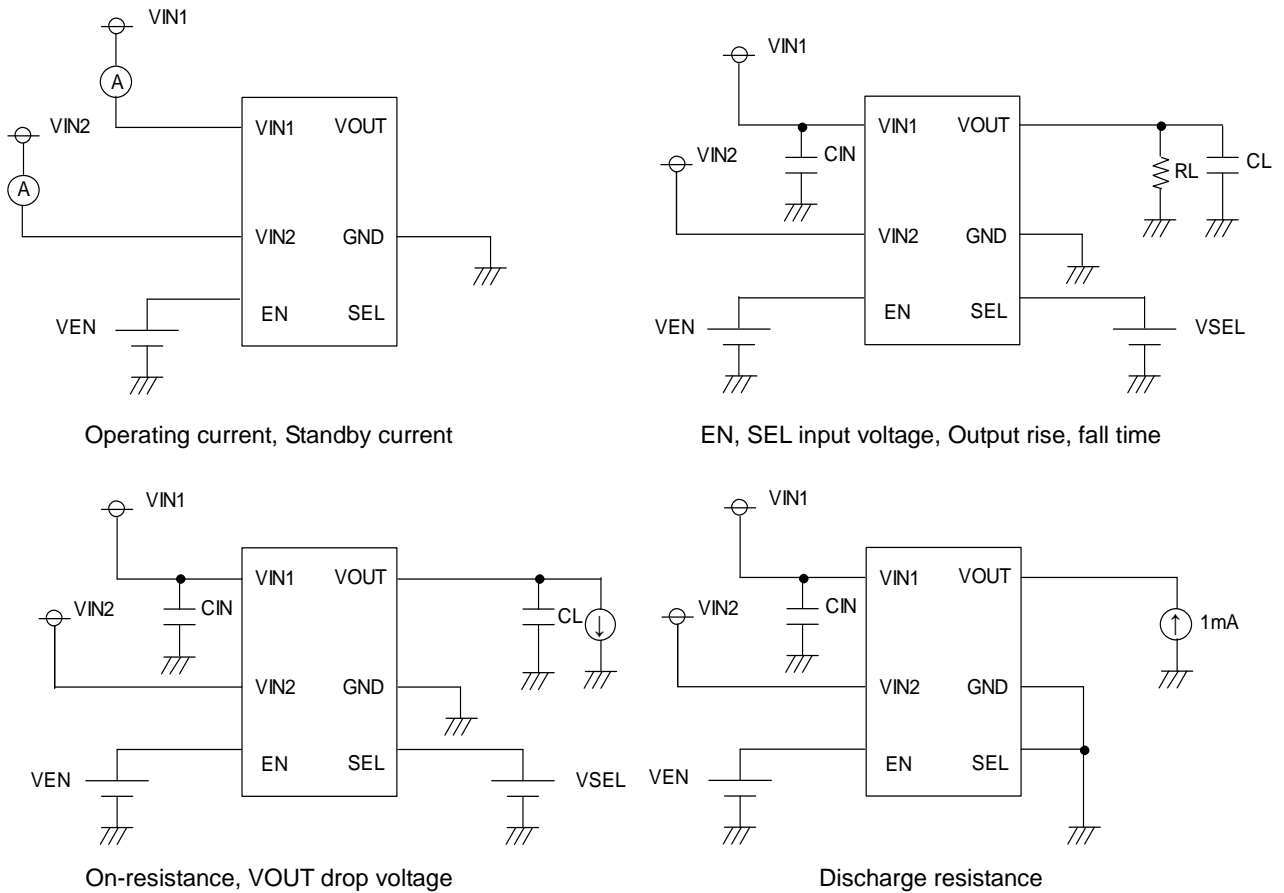 VIN1
A
VIN2
A
VIN1 VOUT
VIN2 GND
EN SEL
VEN
Operating current, Standby current
VIN1
VIN2
CIN
VIN1 VOUT
RL
CL
VIN2 GND
EN SEL
VEN
VSEL
EN, SEL input voltage, Output rise, fall time
VIN1
VIN2
CIN
VIN1 VOUT
CL
VIN2 GND
EN SEL
VEN
VSEL
On-resistance, VOUT drop voltage
VIN1
VIN2
CIN
VIN1 VOUT
1mA
VIN2 GND
EN SEL
VEN
Discharge resistance